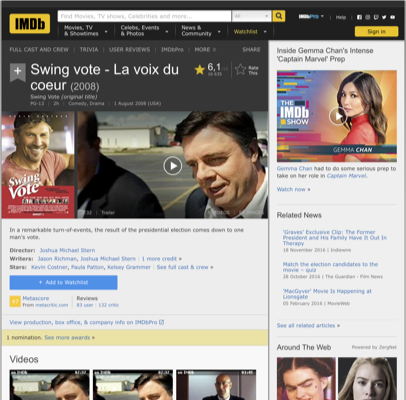 IMDb
Find Movies, TV shows, Celebrities and more...
All
IMDbPro
Help
Movies, TV
& Showtimes
Celebs, Events
& Photos
News &
Community
Watchlist
Sign in
FULL CAST AND CREW | TRIVIA | USER REVIEWS | IMDbPro | MORE
SHARE
Swing vote - La voix du
coeur (2008)
Swing Vote (original title)
PG-13 | 2h | Comedy, Drama | 1 August 2008 (USA)
6,1
Rate
This
Swing
Vote
Trailer
In a remarkable turn-of-events, the result of the presidential election comes down to one
man's vote.
Director: Joshua Michael Stern
Writers: Jason Richman, Joshua Michael Stern | 1 more credit »
Stars: Kevin Costner, Paula Patton, Kelsey Grammer | See full cast & crew »
+ Add to Watchlist
47
Metascore
From metacritic.com
Reviews
83 user | 132 critic
View production, box office, & company info on IMDbPro
1 nomination. See more awards »
Videos
Inside Gemma Chan's Intense
'Captain Marvel' Prep
THE
IMDb
SHOW
GEMMA CHAN
Gemma Chan had to do some serious prep to
take on her role in Captain Marvel.
Watch now »
Related News
'Graves' Exclusive Clip: The Former
President and His Family Have It Out In
Therapy
18 November 2016 | Indiewire
Match the election candidates to the
movie – quiz
28 October 2016 | The Guardian - Film News
'MacGyver' Movie Is Happening at
Lionsgate
05 February 2016 | MovieWeb
See all related articles »
Around The Web
Powered by ZergNet